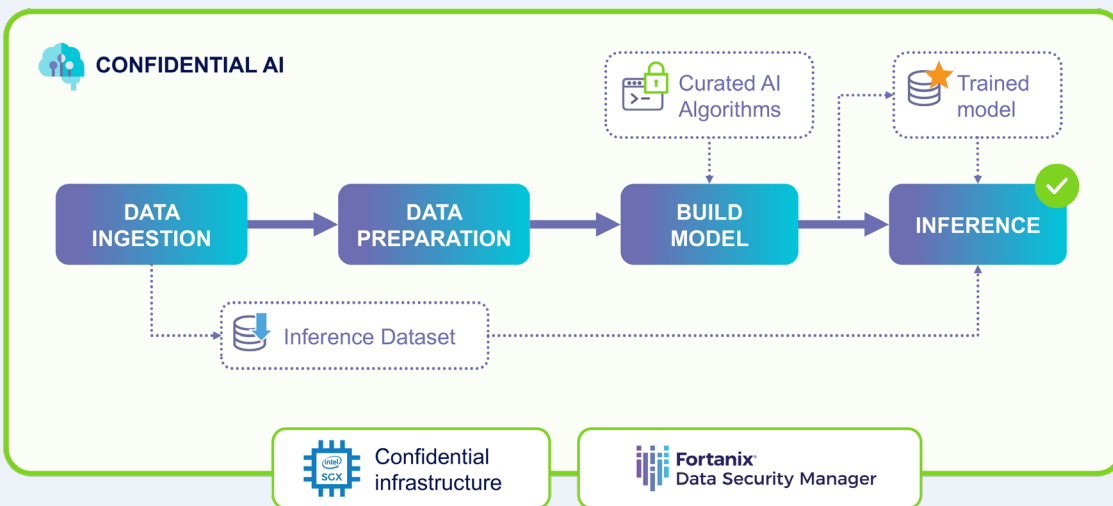 CONFIDENTIAL AI
Curated AI
Algorithms
Trained
model
DATA
INGESTION
DATA
PREPARATION
BUILD
MODEL
INFERENCE
Inference Dataset
intel
SGX
Confidential
infrastructure
Fortanix
Data Security Manager